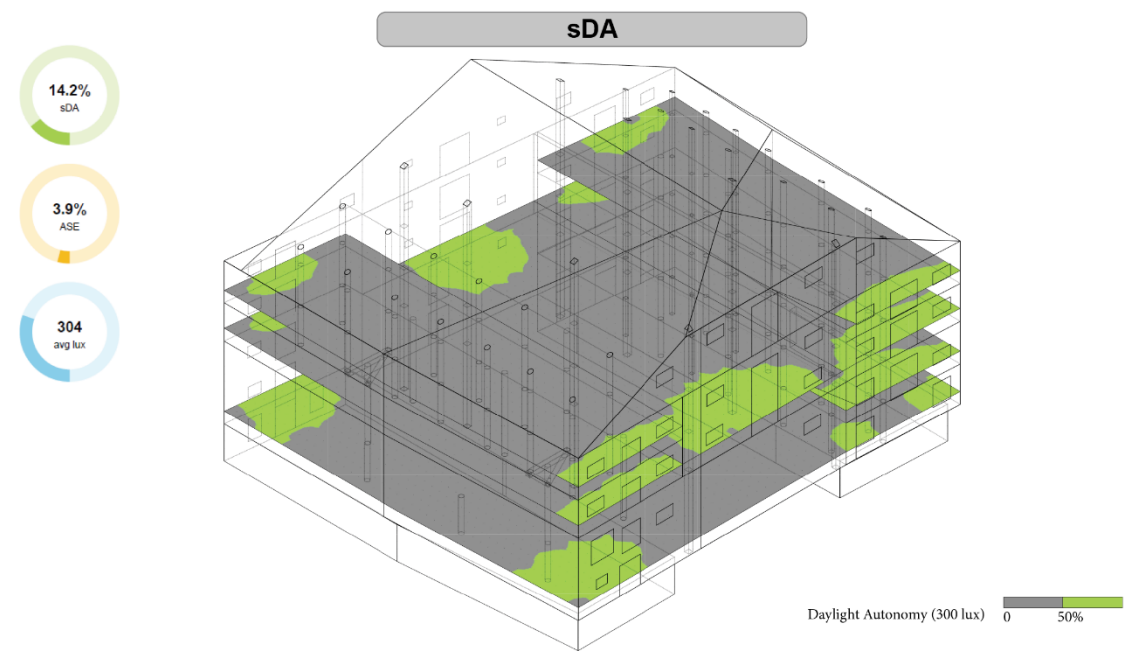 sDA
14.2%
sDA
3.9%
ASE
304
avg lux
Daylight Autonomy (300 lux)
0
50%